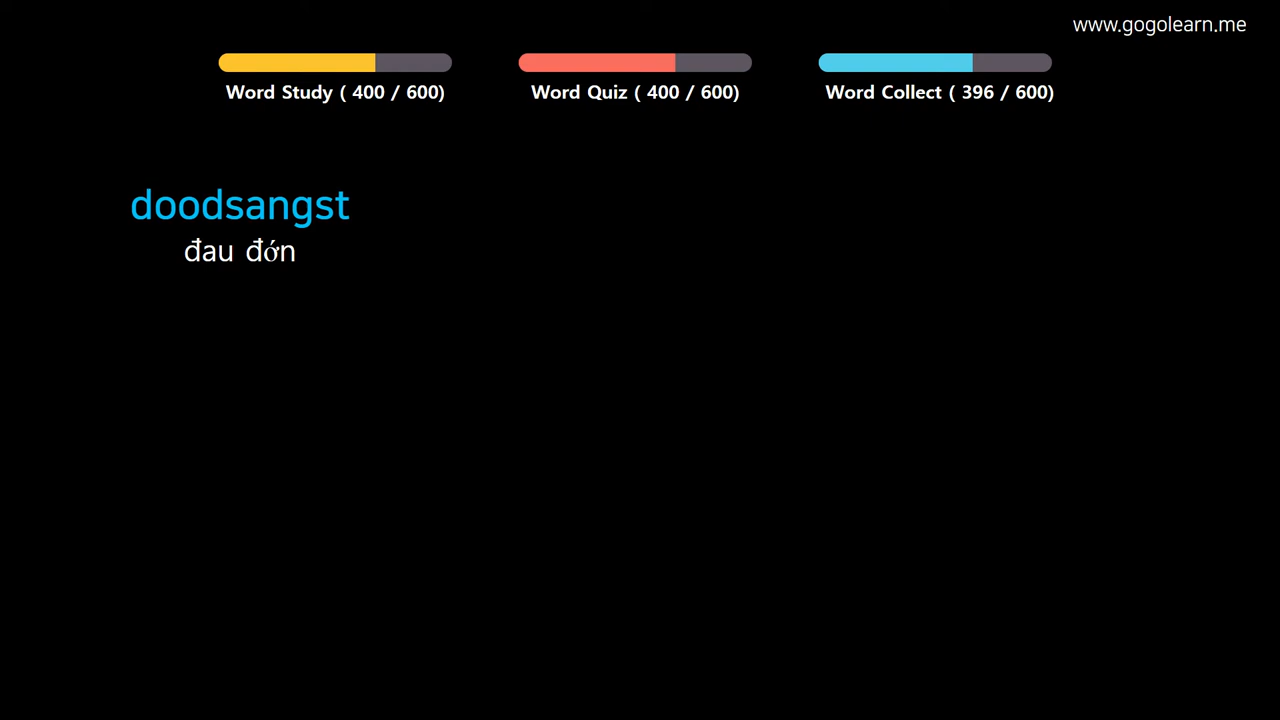 www.gogolearn.me
Word Study ( 400 / 600)
Word Quiz ( 400 / 600)
Word Collect ( 396 / 600)
doodsangst
đau đớn